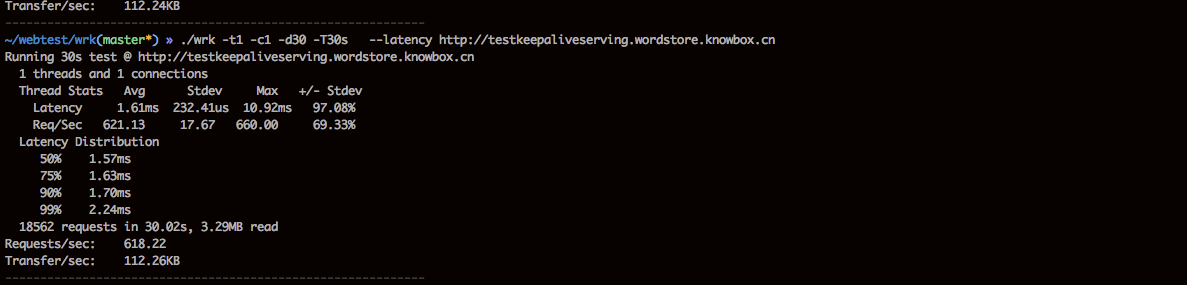 Transfer/sec:    112.24KB
------------------------------------------------------------
~/webtest/wrk(master*) » ./wrk -t1 -c1 -d30 -T30s   --latency http://testkeepaliveserving.wordstore.knowbox.cn
Running 30s test @ http://testkeepaliveserving.wordstore.knowbox.cn
  1 threads and 1 connections
  Thread Stats   Avg      Stdev     Max   +/- Stdev
    Latency     1.61ms  232.41us  10.92ms   97.08%
    Req/Sec   621.13     17.67   660.00     69.33%
  Latency Distribution
     50%    1.57ms
     75%    1.63ms
     90%    1.70ms
     99%    2.24ms
  18562 requests in 30.02s, 3.29MB read
Requests/sec:    618.22
Transfer/sec:    112.26KB
------------------------------------------------------------